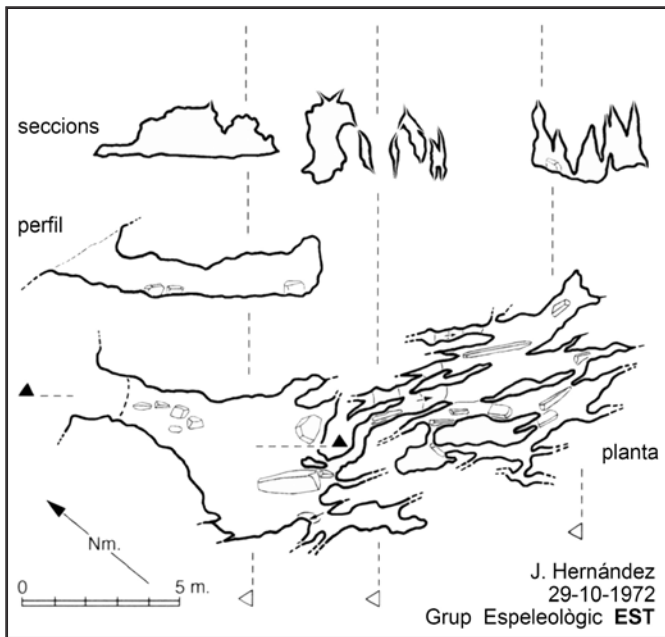 seccions
perfil
planta
Nm.
0 5 m.
J. Hernández
29-10-1972
Grup Espeleològic EST